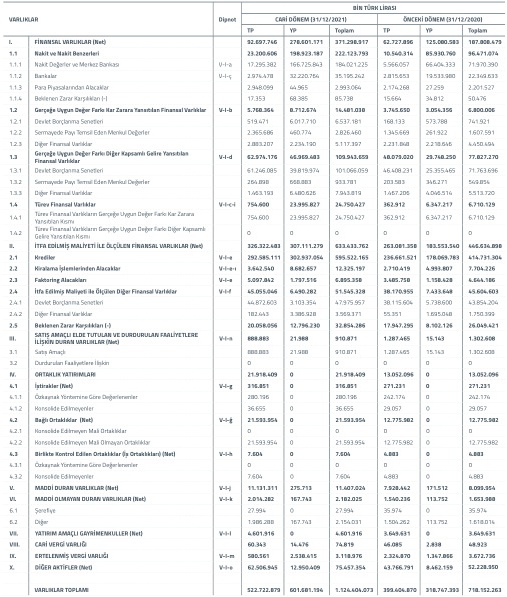 BİN TÜRK LİRASI
VARLIKLAR Dipnot CARİ DÖNEM (31/12/2021) ÖNCEKİ DÖNEM (31/12/2020)
TP YP Toplam TP YP Toplam
I. FİNANSAL VARLIKLAR (Net) 92.697.746 278.601.171 371.298.917 62.727.896 125.080.583 187.808.479
1.1 Nakit ve Nakit Benzerleri 23.200.606 198.923.187 222.123.793 10.540.314 85.930.760 96.471.074
1.1.1 Nakit Değerler ve Merkez Bankası V-I-a 17.295.382 166.725.843 184.021.225 5.566.057 66.404.333 71.970.390
1.1.2 Bankalar V-I-ç 2.974.478 32.220.764 35.195.242 2.815.653 19.533.980 22.349.633
1.1.3 Para Piyasalarından Alacaklar 2.948.099 44.965 2.993.064 2.174.268 27.259 2.201.527
1.1.4 Beklenen Zarar Karşılıkları (-) 17.353 68.385 85.738 15.664 34.812 50.476
1.2 Gerçeğe Uygun Değer Farkı Kar Zarara Yansıtılan Finansal Varlıklar V-I-b 5.768.364 8.712.674 14.481.038 3.745.650 3.054.356 6.800.006
1.2.1 Devlet Borçlanma Senetleri 519.471 6.017.710 6.537.181 168.133 573.788 741.921
1.2.2 Sermayede Payı Temsil Eden Menkul Değerler 2.365.686 460.774 2.826.460 1.345.669 261.922 1.607.591
1.2.3 Diğer Finansal Varlıklar 2.883.207 2.234.190 5.117.397 2.231.848 2.218.646 4.450.494
1.3 Gerçeğe Uygun Değer Farkı Diğer Kapsamlı Gelire Yansıtılan
Finansal Varlıklar V-I-d 62.974.176 46.969.483 109.943.659 48.079.020 29.748.250 77.827.270
1.3.1 Devlet Borçlanma Senetleri 61.246.085 39.819.974 101.066.059 46.408.231 25.355.465 71.763.696
1.3.2 Sermayede Payı Temsil Eden Menkul Değerler 264.898 668.883 933.781 203.583 346.271 549.854
1.3.3 Diğer Finansal Varlıklar 1.463.193 6.480.626 7.943.819 1.467.206 4.046.514 5.513.720
1.4 Türev Finansal Varlıklar V-I-c-i 754.600 23.995.827 24.750.427 362.912 6.347.217 6.710.129
1.4.1 Türev Finansal Varlıkların Gerçeğe Uygun Değer Farkı Kar Zarara
Yansıtılan Kısmı 754.600 23.995.827 24.750.427 362.912 6.347.217 6.710.129
1.4.2 Türev Finansal Varlıkların Gerçeğe Uygun Değer Farkı Diğer Kapsamlı
Gelire Yansıtılan Kısmı 0 0 0 0 0 0
II. İTFA EDİLMİŞ MALİYETİ İLE ÖLÇÜLEN FİNANSAL VARLIKLAR (Net) 326.322.483 307.111.279 633.433.762 263.081.358 183.553.540 446.634.898
2.1 Krediler V-I-e 292.585.111 302.937.054 595.522.165 236.661.521 178.069.783 414.731.304
2.2 Kiralama İşlemlerinden Alacaklar V-I-e-ı 3.642.540 8.682.657 12.325.197 2.710.419 4.993.807 7.704.226
2.3 Faktoring Alacakları V-I-e 5.097.842 1.797.516 6.895.358 3.485.758 1.158.428 4.644.186
2.4 İtfa Edilmiş Maliyeti ile Ölçülen Diğer Finansal Varlıklar V-I-f 45.055.046 6.490.282 51.545.328 38.170.955 7.433.648 45.604.603
2.4.1 Devlet Borçlanma Senetleri 44.872.603 3.103.354 47.975.957 38.115.604 5.738.600 43.854.204
2.4.2 Diğer Finansal Varlıklar 182.443 3.386.928 3.569.371 55.351 1.695.048 1.750.399
2.5 Beklenen Zarar Karşılıkları (-) 20.058.056 12.796.230 32.854.286 17.947.295 8.102.126 26.049.421
III. SATIŞ AMAÇLI ELDE TUTULAN VE DURDURULAN FAALİYETLERE
İLİŞKİN DURAN VARLIKLAR (Net) V-I-n 888.883 21.988 910.871 1.287.465 15.143 1.302.608
3.1 Satış Amaçlı 888.883 21.988 910.871 1.287.465 15.143 1.302.608
3.2 Durdurulan Faaliyetlere İlişkin 0 0 0 0 0 0
IV. ORTAKLIK YATIRIMLARI 21.918.409 0 21.918.409 13.052.096 0 13.052.096
4.1 İştirakler (Net) V-I-g 316.851 0 316.851 271.231 0 271.231
4.1.1 Özkaynak Yöntemine Göre Değerlenenler 280.196 0 280.196 242.174 0 242.174
4.1.2 Konsolide Edilmeyenler 36.655 0 36.655 29.057 0 29.057
4.2 Bağlı Ortaklıklar (Net) V-I-ğ 21.593.954 0 21.593.954 12.775.982 0 12.775.982
4.2.1 Konsolide Edilmeyen Mali Ortaklıklar 0 0 0 0 0 0
4.2.2 Konsolide Edilmeyen Mali Olmayan Ortaklıklar 21.593.954 0 21.593.954 12.775.982 0 12.775.982
4.3 Birlikte Kontrol Edilen Ortaklıklar (İş Ortaklıkları) (Net) V-I-h 7.604 0 7.604 4.883 0 4.883
4.3.1 Özkaynak Yöntemine Göre Değerlenenler 0 0 0 0 0 0
4.3.2 Konsolide Edilmeyenler 7.604 0 7.604 4.883 0 4.883
V. MADDİ DURAN VARLIKLAR (Net) V-I-j 11.131.311 275.713 11.407.024 7.928.442 171.512 8.099.954
VI. MADDİ OLMAYAN DURAN VARLIKLAR (Net) V-I-k 2.014.282 167.743 2.182.025 1.540.236 113.752 1.653.988
6.1 Şerefiye 27.994 0 27.994 35.974 0 35.974
6.2 Diğer 1.986.288 167.743 2.154.031 1.504.262 113.752 1.618.014
VII. YATIRIM AMAÇLI GAYRİMENKULLER (Net) V-I-l 4.601.916 0 4.601.916 3.649.631 0 3.649.631
VIII. CARİ VERGİ VARLIĞI 60.343 14.476 74.819 46.085 2.838 48.923
IX. ERTELENMİŞ VERGİ VARLIĞI V-I-m 580.561 2.538.415 3.118.976 2.324.870 1.347.866 3.672.736
X. DİĞER AKTİFLER (Net) V-I-o 62.506.945 12.950.409 75.457.354 43.766.791 8.462.159 52.228.950
VARLIKLAR TOPLAMI 522.722.879 601.681.194 1.124.404.073 399.404.870 318.747.393 718.152.263